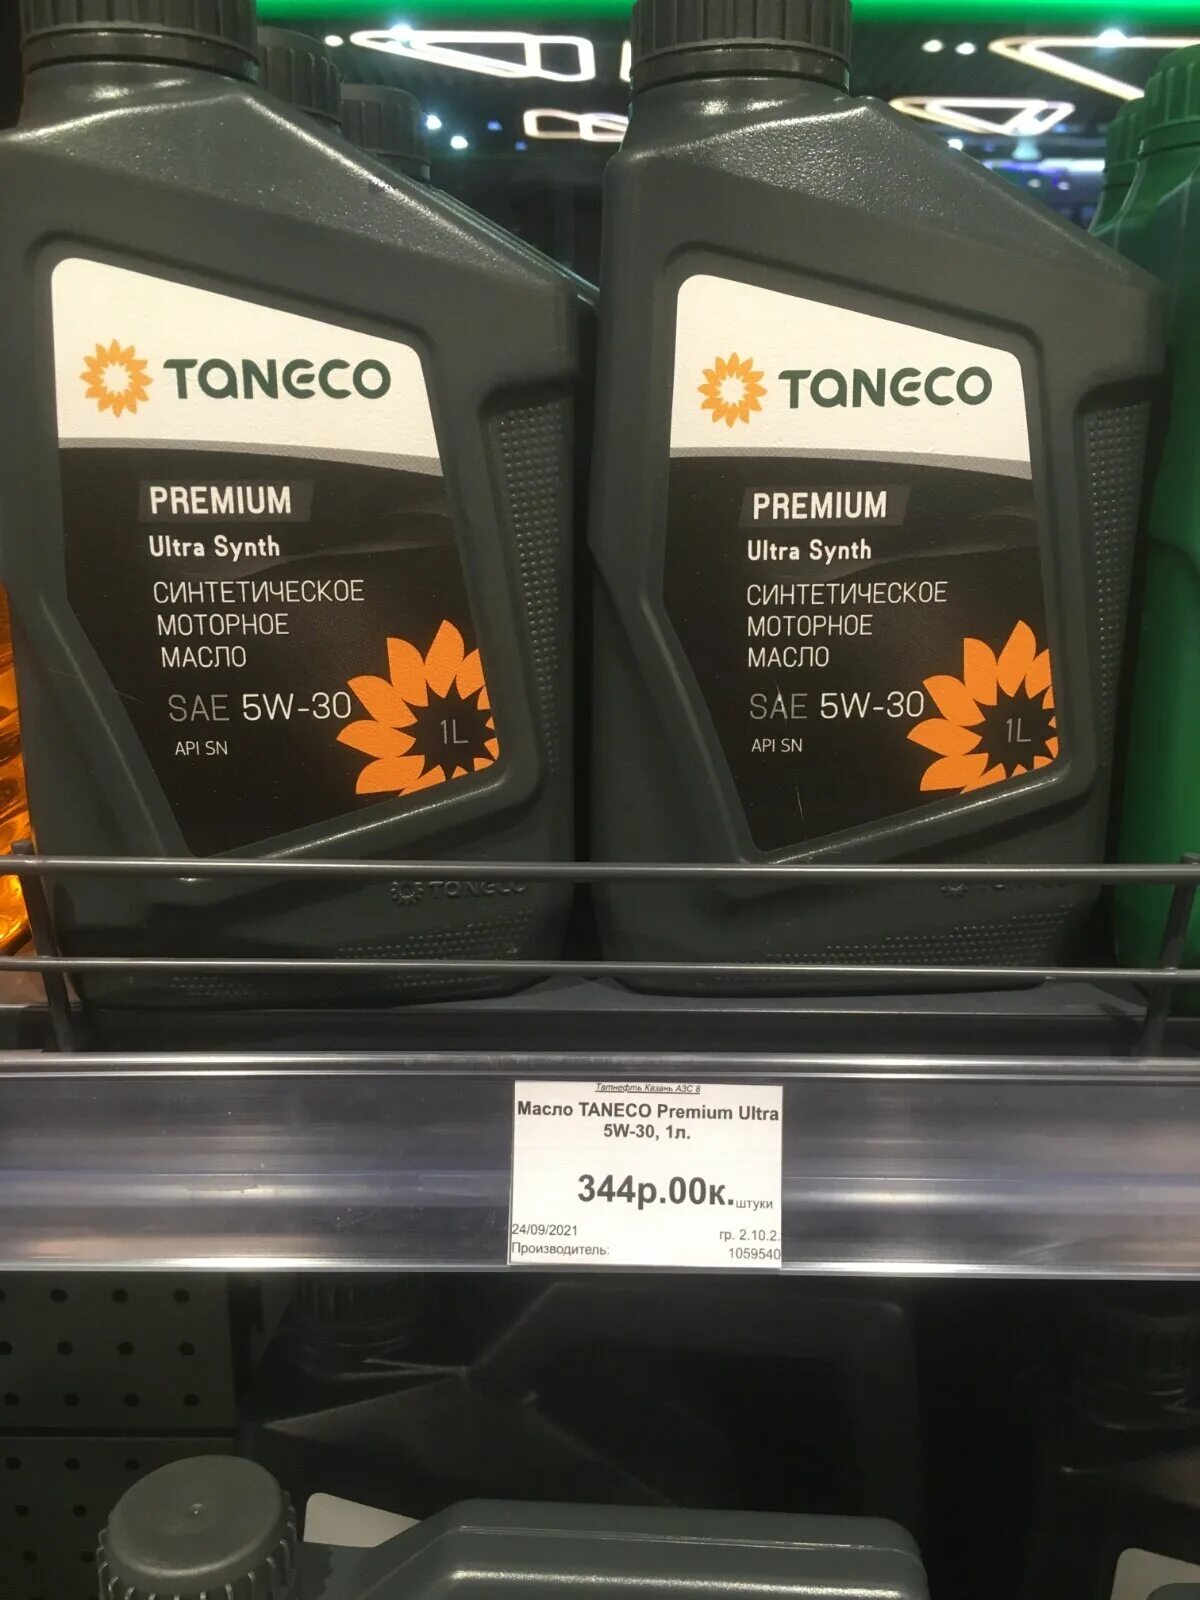 TANECO
PREMIUM
Ultra Synth
СИНТЕТИЧЕСКОЕ
МОТОРНОЕ
МАСЛО
SAE 5W-30
API SN
1L
TANECO
TANECO
PREMIUM
Ultra Synth
СИНТЕТИЧЕСКОЕ
МОТОРНОЕ
МАСЛО
SAE 5W-30
API SN
1L
TANECO
Татнефть Казань АЗС 8
Масло TANECO Premium Ultra
5W-30, 1л.
344р.00к. штуки
24/09/2021 гр. 2.10.2.
Производитель: 1059540